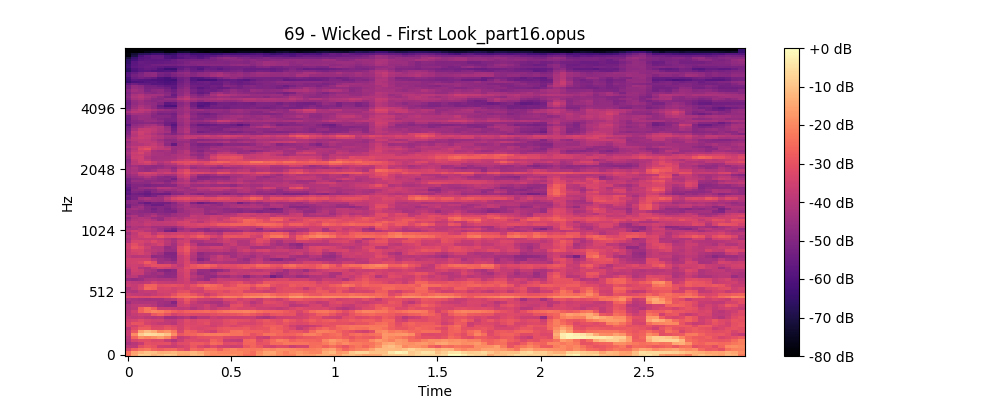 69 - Wicked - First Look_part16.opus
Hz
4096
2048
1024
512
0
0 0.5 1 1.5 2 2.5
Time
+0 dB
-10 dB
-20 dB
-30 dB
-40 dB
-50 dB
-60 dB
-70 dB
-80 dB